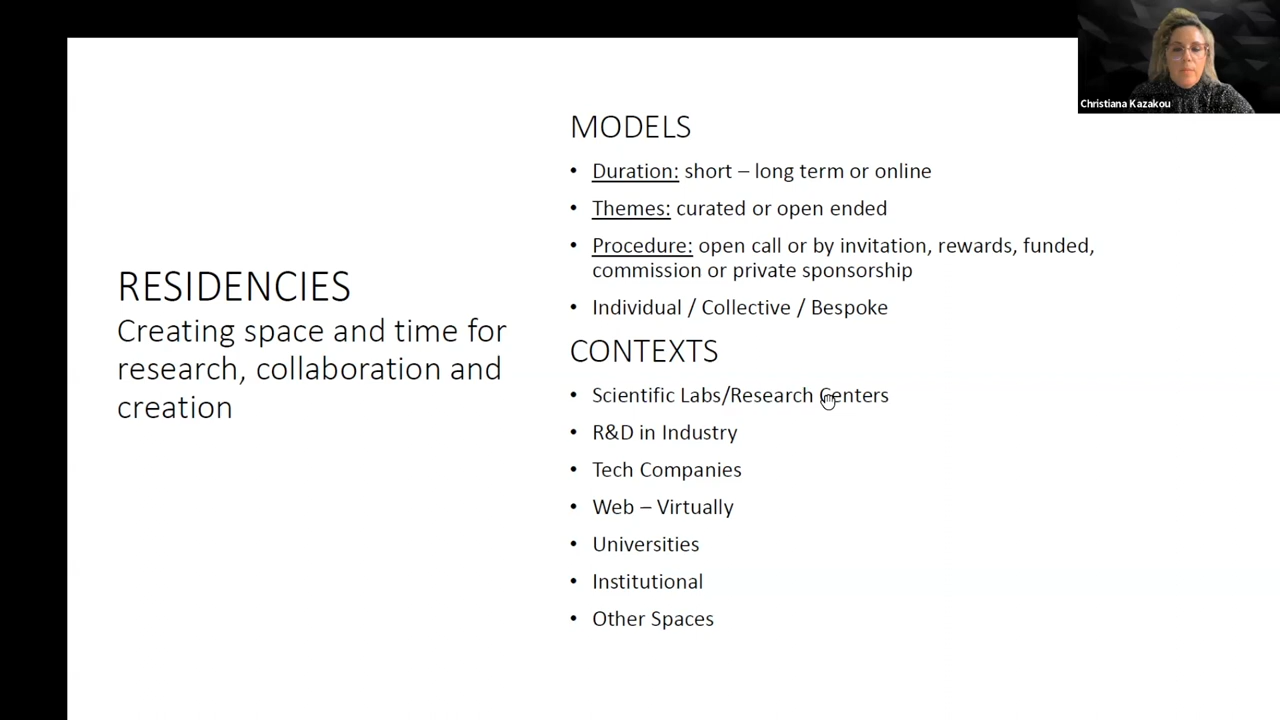 RESIDENCIES
Creating space and time for
research, collaboration and
creation
MODELS
• Duration: short – long term or online
• Themes: curated or open ended
• Procedure: open call or by invitation, rewards, funded,
commission or private sponsorship
• Individual / Collective / Bespoke
CONTEXTS
• Scientific Labs/Research Centers
• R&D in Industry
• Tech Companies
• Web – Virtually
• Universities
• Institutional
• Other Spaces
Christiana Kazakou